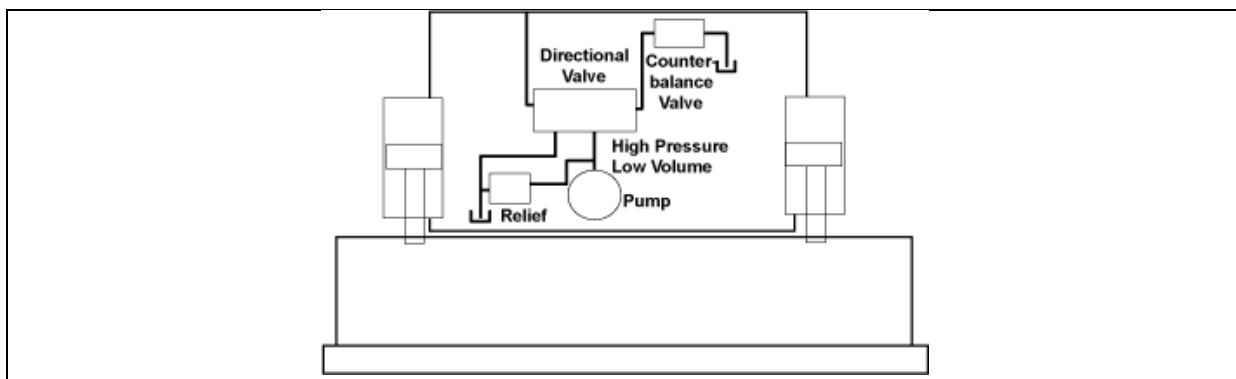 Directional
Valve
Counter-
balance
Valve
High Pressure
Low Volume
Pump
Relief